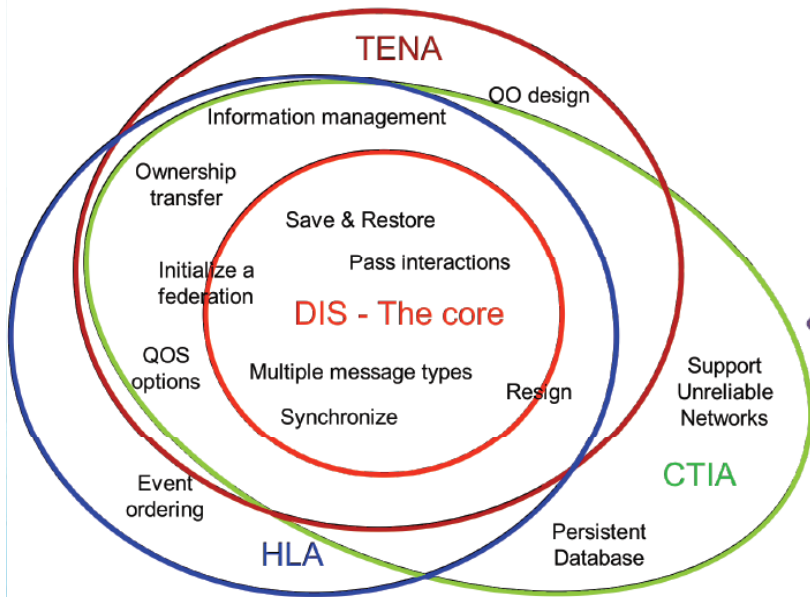 TENA
OO design
Information management
Ownership
transfer
Save & Restore
Pass interactions
Initialize a
federation
DIS - The core
QOS
options
Multiple message types
Resign
Synchronize
Support
Unreliable
Networks
CTIA
Event
ordering
HLA
Persistent
Database